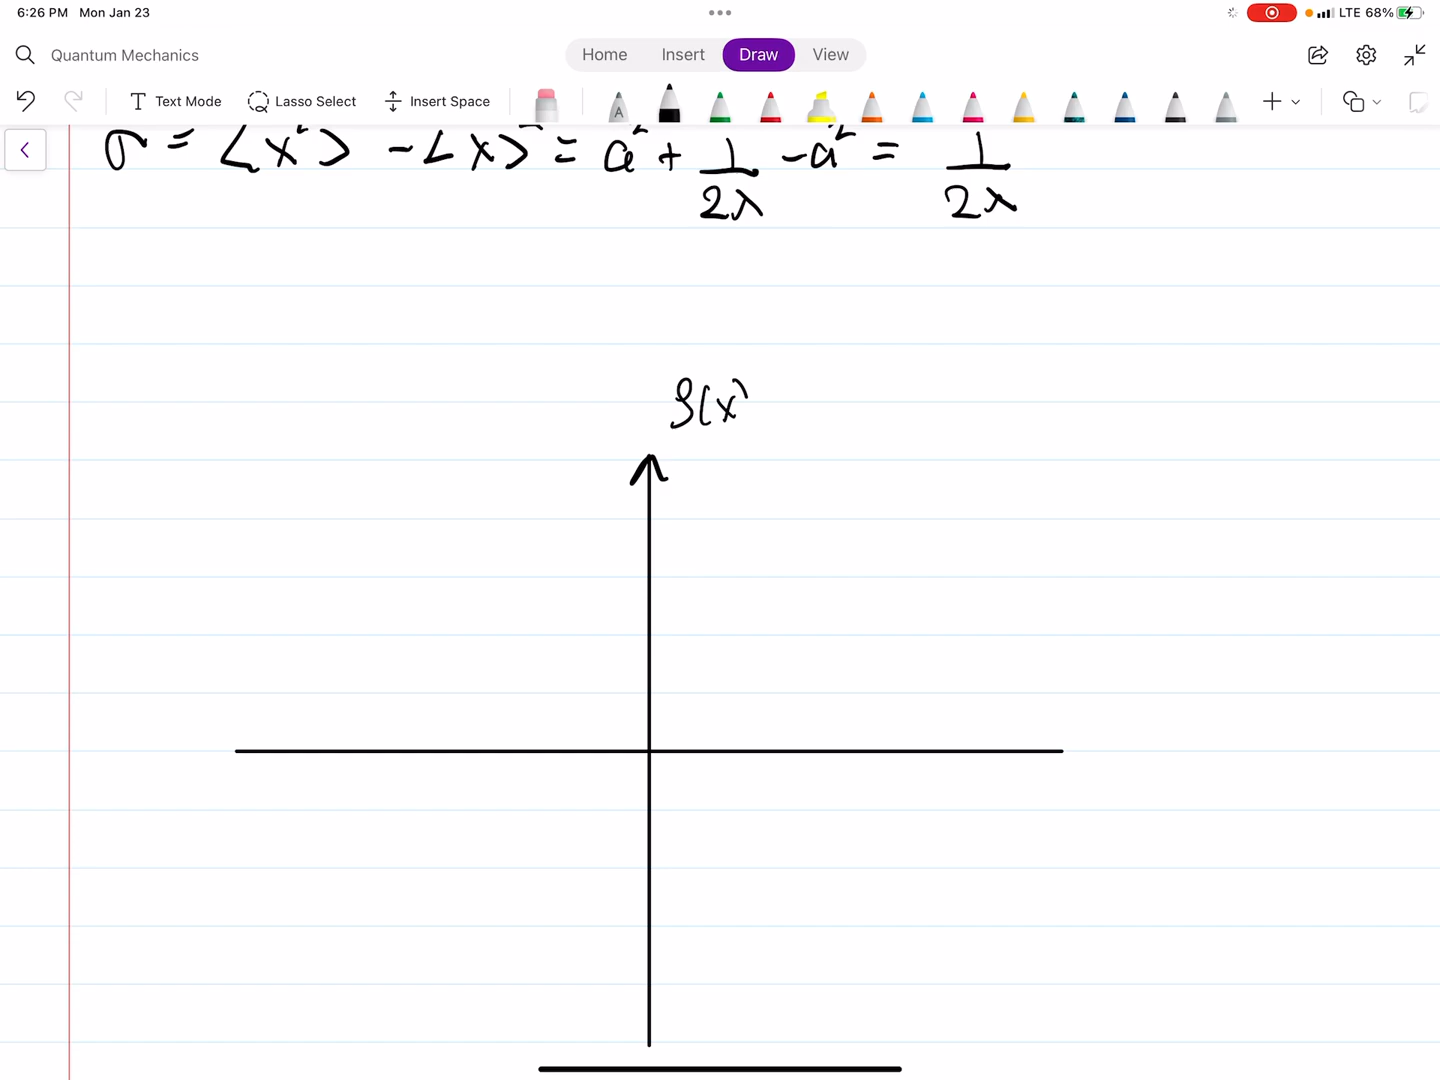 6:26 PM Mon Jan 23
LTE 68%
Quantum Mechanics
Home Insert Draw View
Text Mode Lasso Select Insert Space
σ = <x²> - <x>² = a² + 1/2λ - a² = 1/2λ
ρ(x)